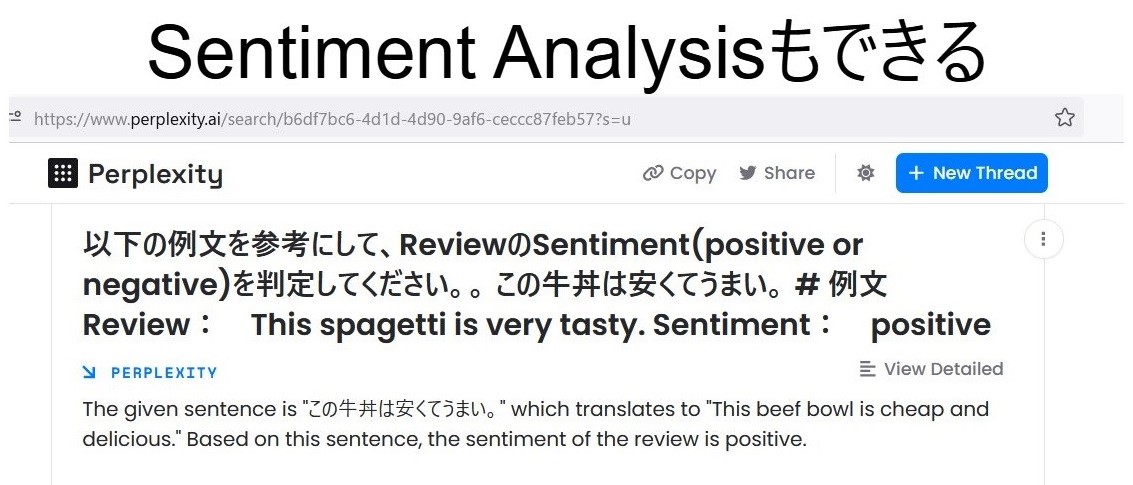 Sentiment Analysisもできる
https://www.perplexity.ai/search/b6df7bc6-4d1d-4d90-9af6-ceccc87feb57?s=u
Perplexity
Copy
Share
+ New Thread
以下の例文を参考にして、ReviewのSentiment(positive or
negative)を判定してください。。この牛丼は安くてうまい。 # 例文
Review： This spagetti is very tasty. Sentiment： positive
PERPLEXITY
View Detailed
The given sentence is "この牛丼は安くてうまい。" which translates to "This beef bowl is cheap and
delicious." Based on this sentence, the sentiment of the review is positive.